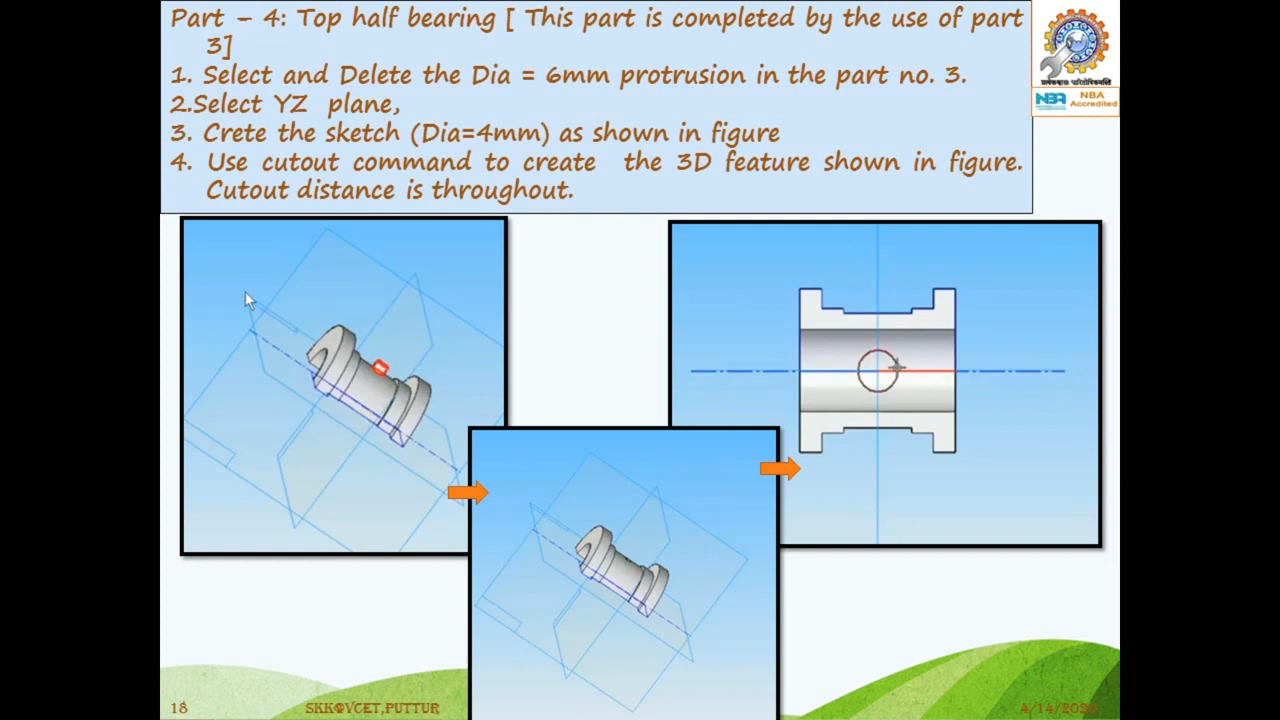 Part – 4: Top half bearing [ This part is completed by the use of part
3]
1. Select and Delete the Dia = 6mm protrusion in the part no. 3.
2.Select YZ plane,
3. Crete the sketch (Dia=4mm) as shown in figure
4. Use cutout command to create the 3D feature shown in figure.
Cutout distance is throughout.
NBA
NBA
Accredited
18
SKK@VCET,PUTTUR